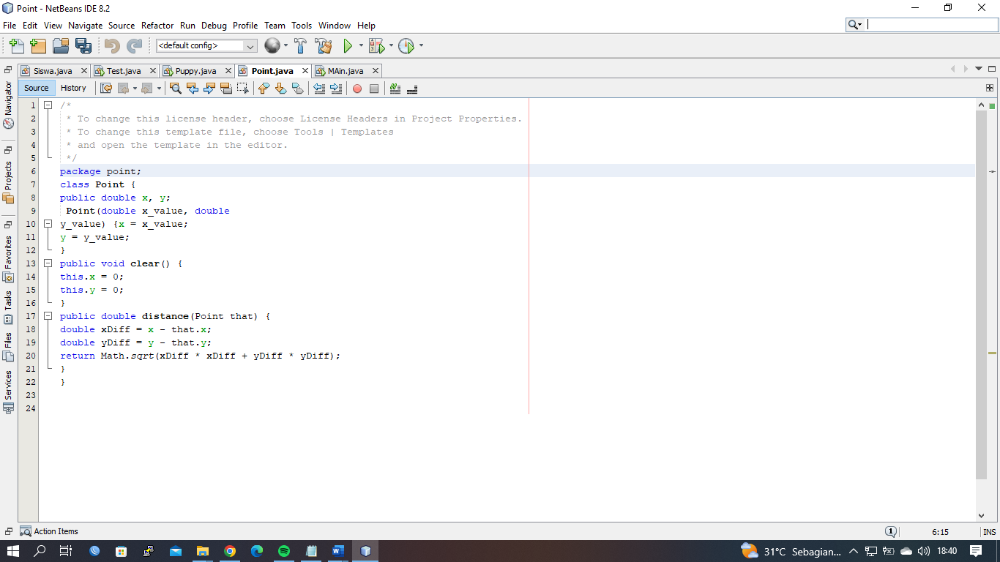 Point - NetBeans IDE 8.2
File Edit View Navigate Source Refactor Run Debug Profile Team Tools Window Help
<default config>
Siswa.java Test.java Puppy.java Point.java MAin.java
Source History
Navigator
Projects
Favorites
Tasks
Files
Services
1 /*
2 * To change this license header, choose License Headers in Project Properties.
3 * To change this template file, choose Tools | Templates
4 * and open the template in the editor.
5 */
6 package point;
7 class Point {
8 public double x, y;
9 Point(double x_value, double
10 y_value) {x = x_value;
11 y = y_value;
12 }
13 public void clear() {
14 this.x = 0;
15 this.y = 0;
16 }
17 public double distance(Point that) {
18 double xDiff = x - that.x;
19 double yDiff = y - that.y;
20 return Math.sqrt(xDiff * xDiff + yDiff * yDiff);
21 }
22 }
23
24
Action Items 1 6:15 INS
31°C Sebagian... 18:40